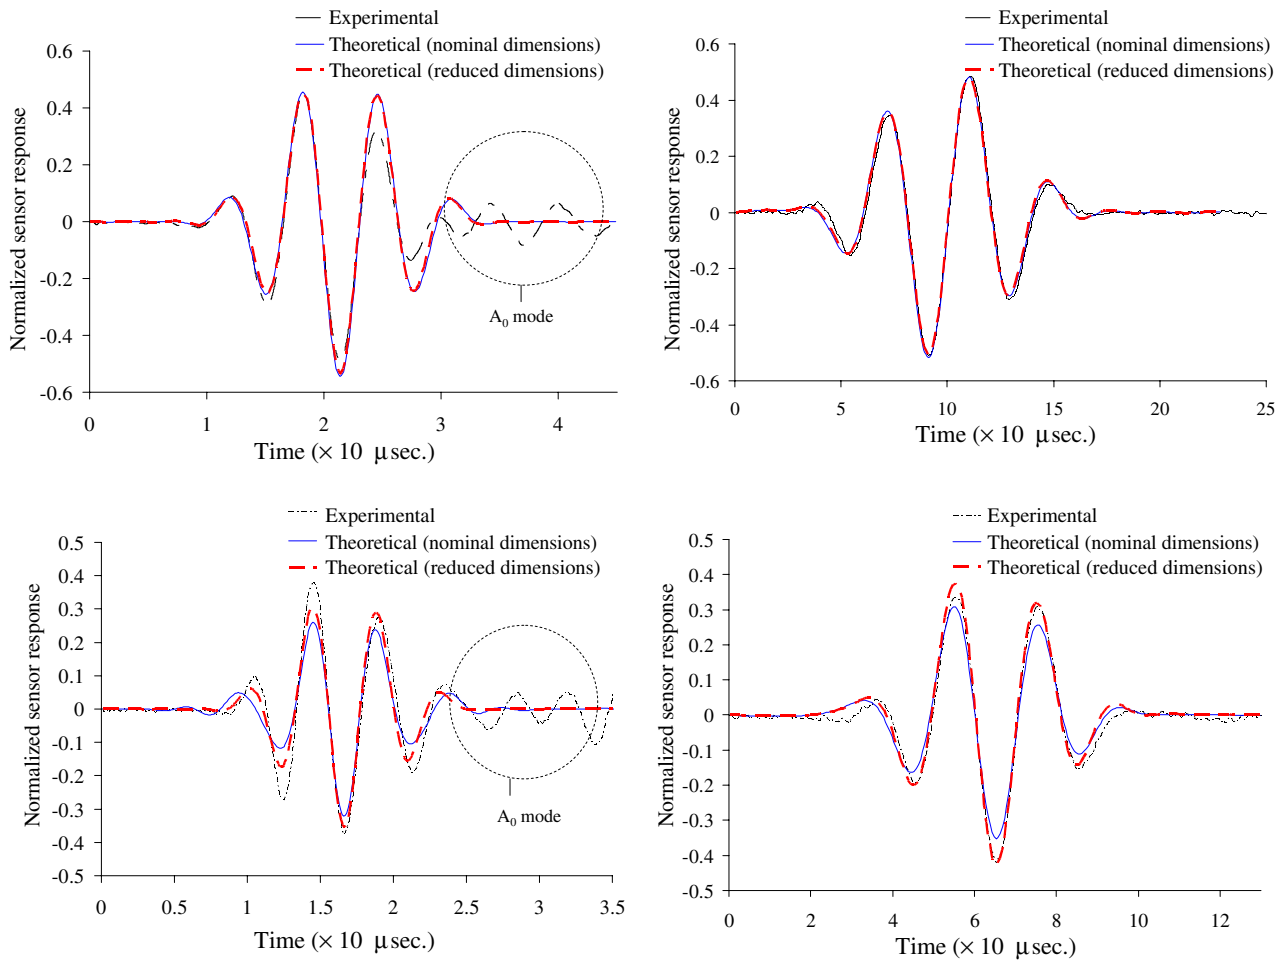 Experimental
Theoretical (nominal dimensions)
Theoretical (reduced dimensions)
0.6
0.4
0.2
0
-0.2
-0.4
-0.6
Normalized sensor response
A0 mode
0 1 2 3 4
Time (× 10 μsec.)
Experimental
Theoretical (nominal dimensions)
Theoretical (reduced dimensions)
0.6
0.4
0.2
0
-0.2
-0.4
-0.6
Normalized sensor response
0 5 10 15 20 25
Time (× 10 μsec.)
Experimental
Theoretical (nominal dimensions)
Theoretical (reduced dimensions)
0.5
0.4
0.3
0.2
0.1
0
-0.1
-0.2
-0.3
-0.4
-0.5
Normalized sensor response
A0 mode
0 0.5 1 1.5 2 2.5 3 3.5
Time (× 10 μsec.)
Experimental
Theoretical (nominal dimensions)
Theoretical (reduced dimensions)
0.5
0.4
0.3
0.2
0.1
0
-0.1
-0.2
-0.3
-0.4
-0.5
Normalized sensor response
0 2 4 6 8 10 12
Time (× 10 μsec.)